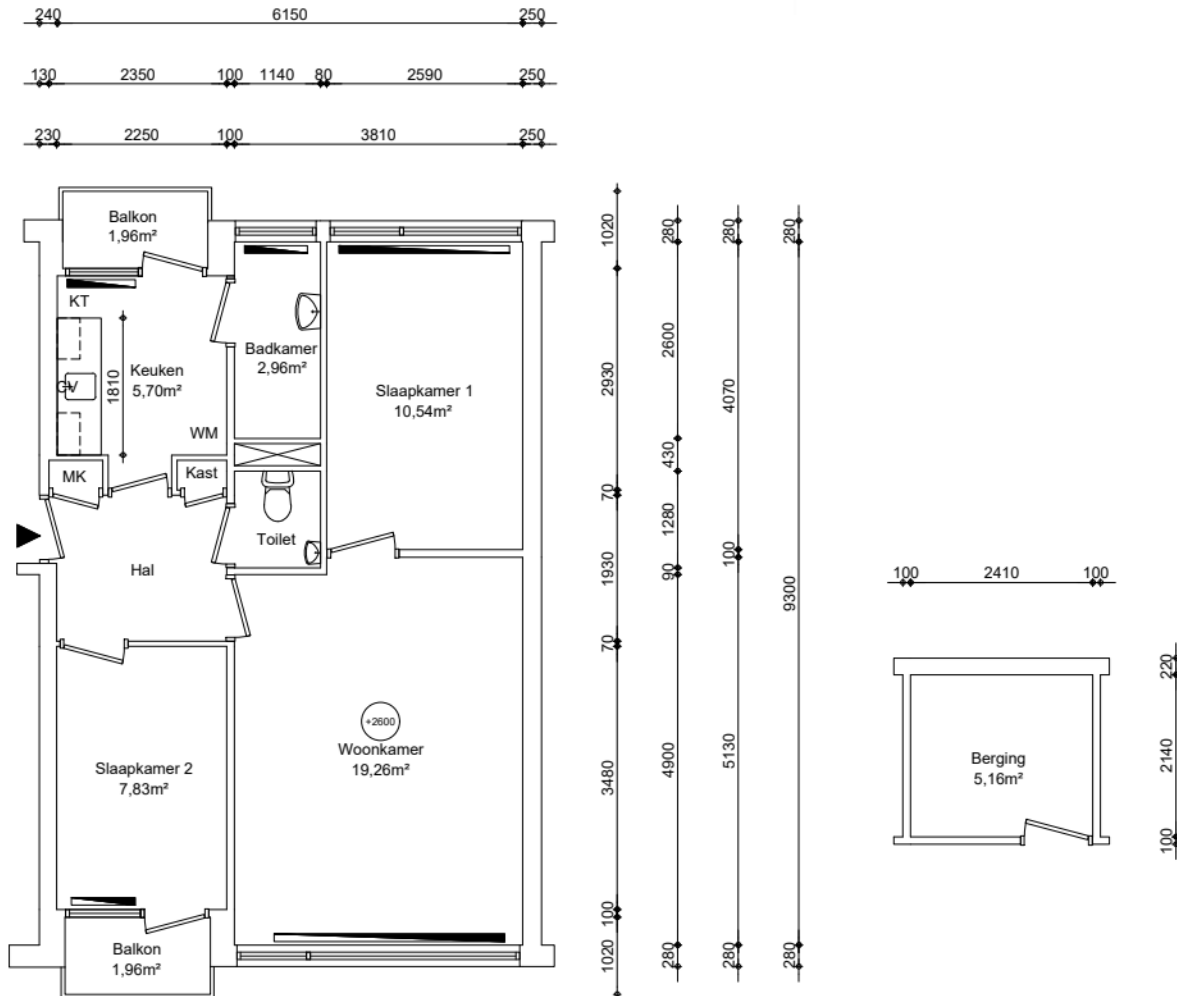 240 6150 250
130 2350 100 1140 80 2590 250
230 2250 100 3810 250
Balkon
1,96m²
KT
Keuken
5,70m²
1810
WM
Badkamer
2,96m²
Slaapkamer 1
10,54m²
MK
Kast
Toilet
Hal
+2600
Woonkamer
19,26m²
Slaapkamer 2
7,83m²
Balkon
1,96m²
1020
2930
70
1930
70
3480
100
1020
280
2600
430
1280
90
4900
280
280
4070
100
5130
280
280
9300
280
100 2410 100
Berging
5,16m²
220
2140
100